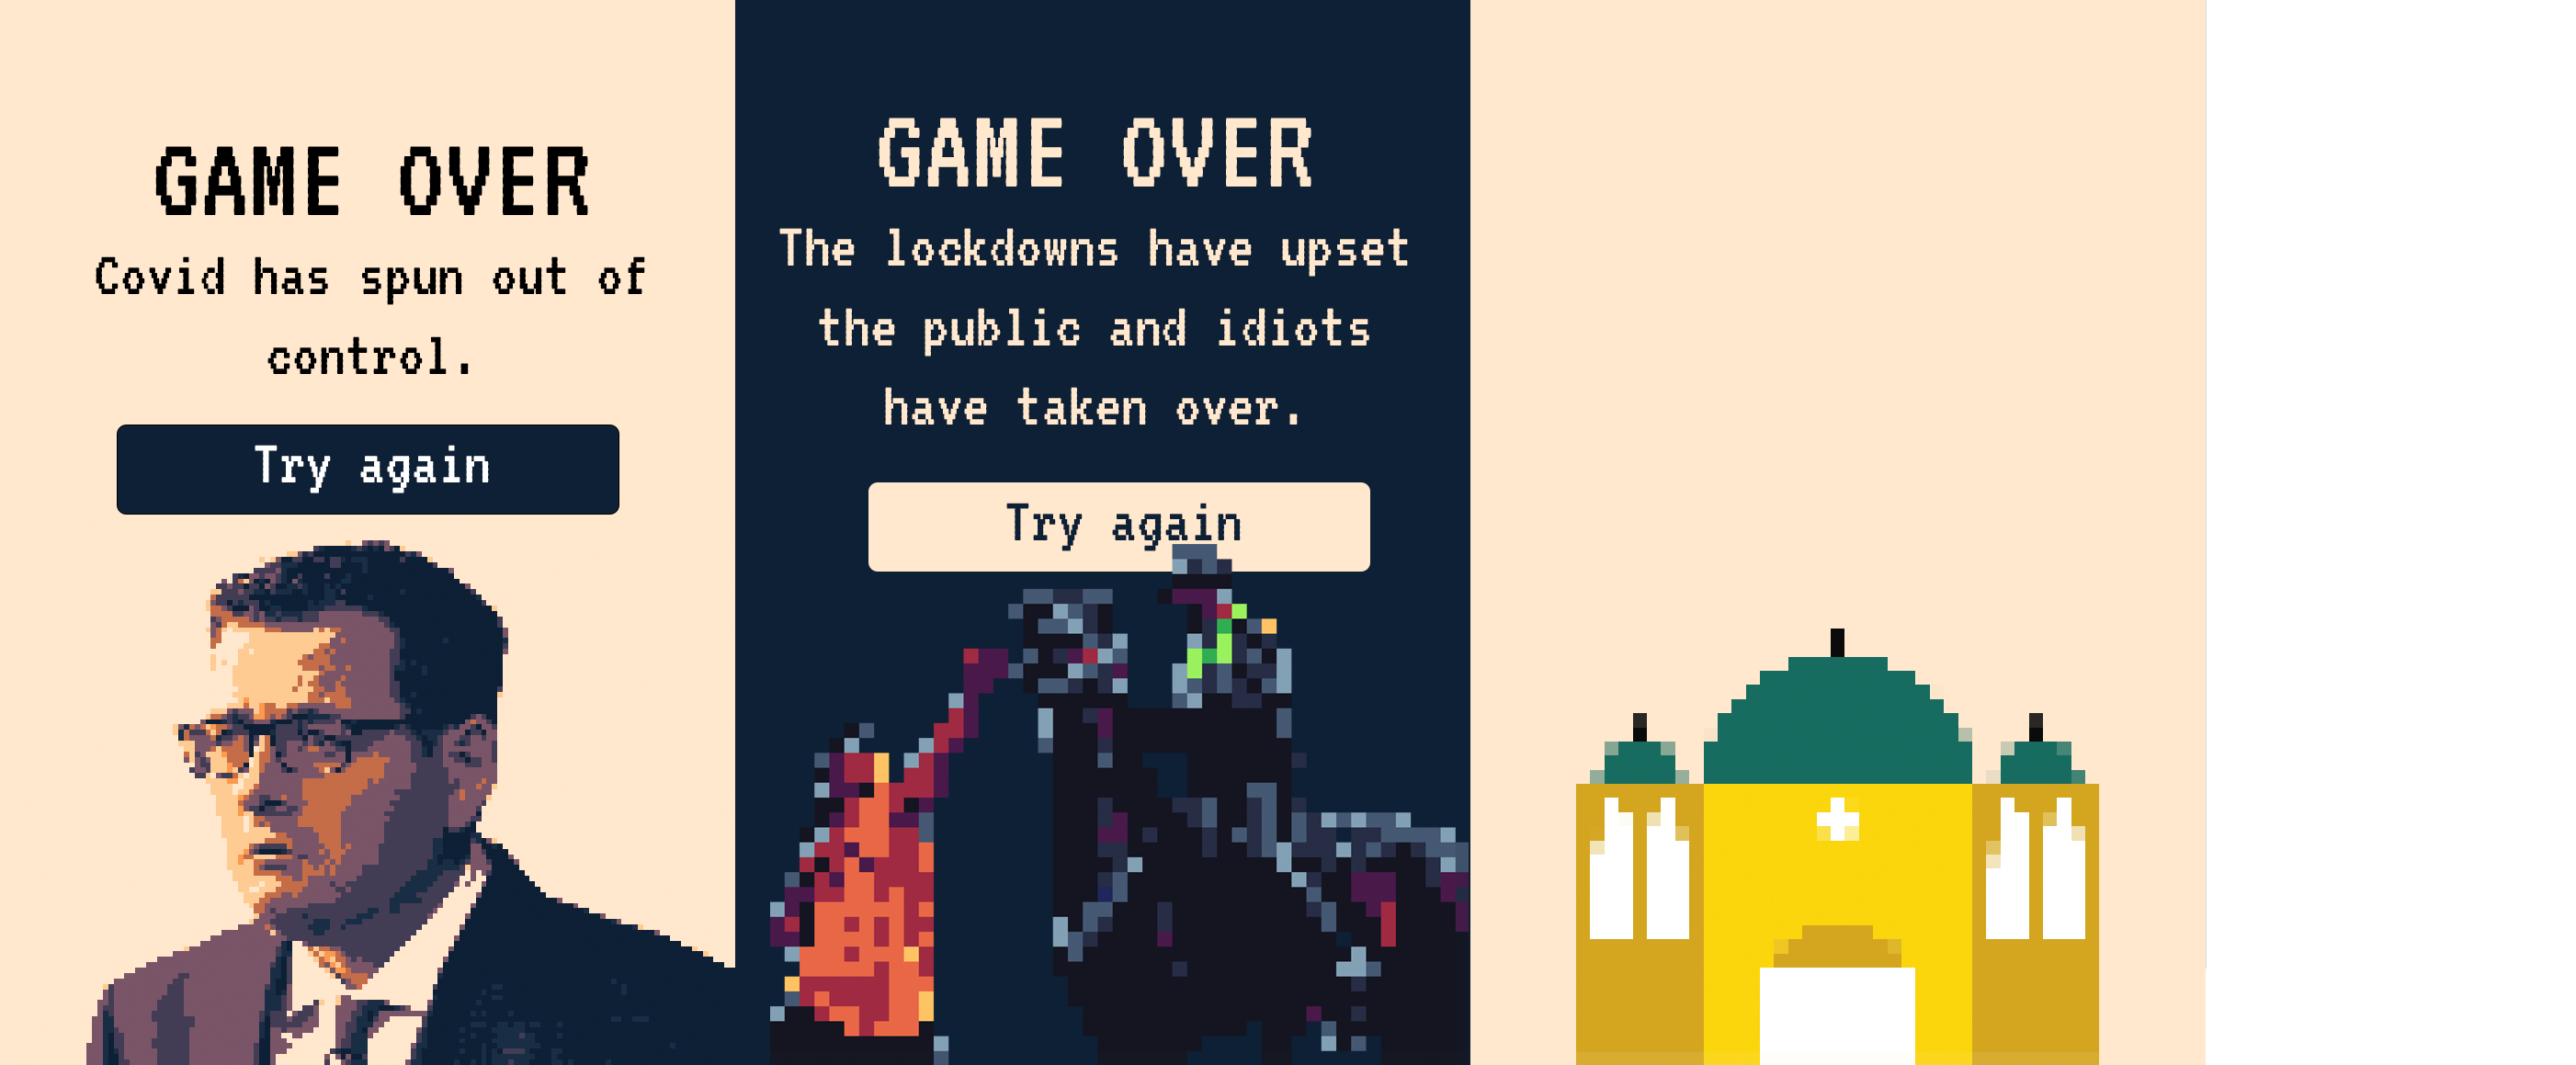 GAME OVER
Covid has spun out of
control.
Try again
GAME OVER
The lockdowns have upset
the public and idiots
have taken over.
Try again